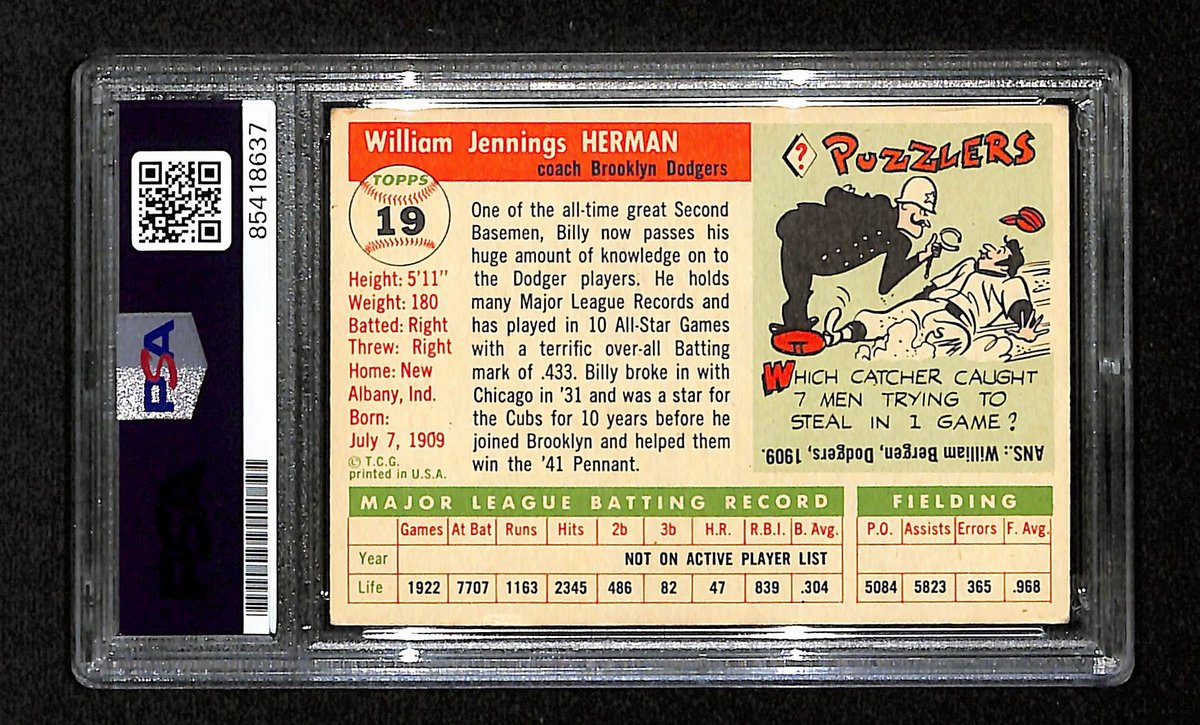 85418637
PSA
PSA
William Jennings HERMAN
coach Brooklyn Dodgers
TOPPS
19
Height: 5'11"
Weight: 180
Batted: Right
Threw: Right
Home: New
Albany, Ind.
Born:
July 7, 1909
© T.C.G.
printed in U.S.A.
One of the all-time great Second
Basemen, Billy now passes his
huge amount of knowledge on to
the Dodger players. He holds
many Major League Records and
has played in 10 All-Star Games
with a terrific over-all Batting
mark of .433. Billy broke in with
Chicago in '31 and was a star for
the Cubs for 10 years before he
joined Brooklyn and helped them
win the '41 Pennant.
? PUZZLERS
WHICH CATCHER CAUGHT
7 MEN TRYING TO
STEAL IN 1 GAME?
ANS.: William Bergen, Dodgers, 1909.
MAJOR LEAGUE BATTING RECORD
Games At Bat Runs Hits 2b 3b H.R. R.B.I. B. Avg.
Year NOT ON ACTIVE PLAYER LIST
Life 1922 7707 1163 2345 486 82 47 839 .304
FIELDING
P.O. Assists Errors F. Avg.
5084 5823 365 .968